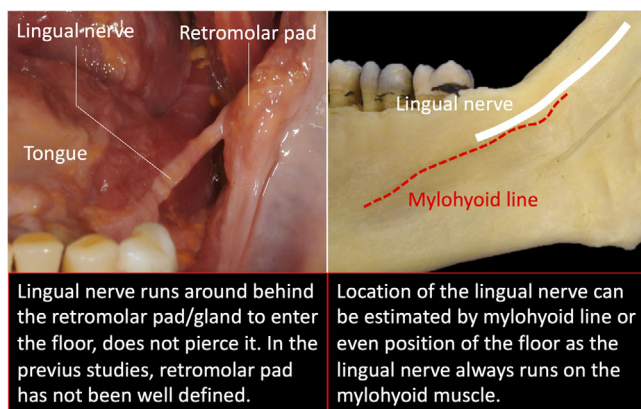 Lingual nerve
Retromolar pad
Tongue
Lingual nerve
Mylohyoid line
Lingual nerve runs around behind
the retromolar pad/gland to enter
the floor, does not pierce it. In the
previus studies, retromolar pad
has not been well defined.
Location of the lingual nerve can
be estimated by mylohyoid line or
even position of the floor as the
lingual nerve always runs on the
mylohyoid muscle.